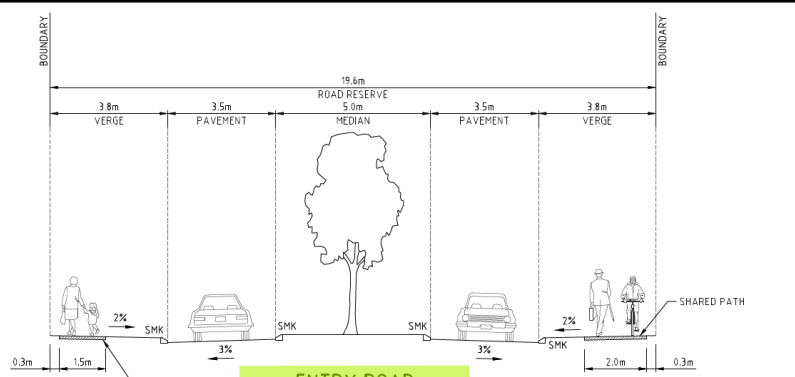 BOUNDARY
BOUNDARY
19.6m
ROAD RESERVE
3.8m
3.5m
5.0m
3.5m
3.8m
VERGE
PAVEMENT
MEDIAN
PAVEMENT
VERGE
SHARED PATH
2%
SMK
SMK
SMK
2%
SMK
3%
3%
0.3m
1.5m
2.0m
0.3m
ENTRY ROAD